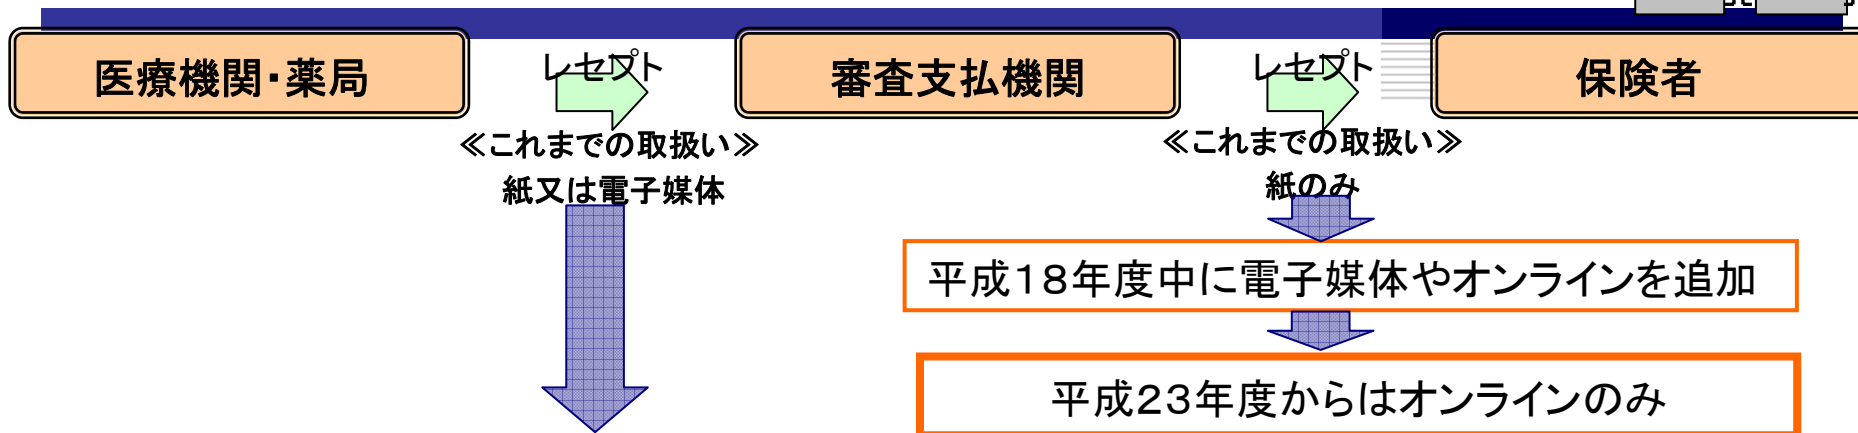 医療機関・薬局
レセプト
審査支払機関
レセプト
保険者
≪これまでの取扱い≫
紙又は電子媒体
≪これまでの取扱い≫
紙のみ
平成18年度中に電子媒体やオンラインを追加
平成23年度からはオンラインのみ